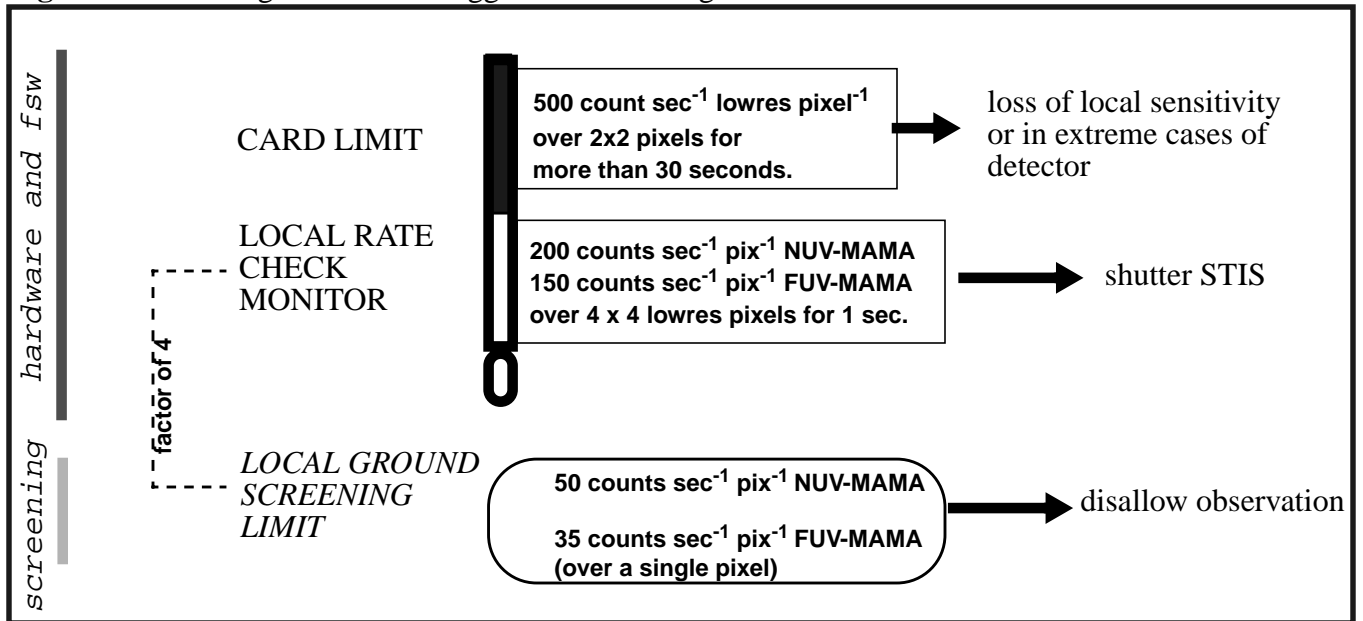 hardware and fsw
CARD LIMIT
500 count sec⁻¹ lowres pixel⁻¹
over 2x2 pixels for
more than 30 seconds.
loss of local sensitivity
or in extreme cases of
detector
LOCAL RATE
CHECK
MONITOR
200 counts sec⁻¹ pix⁻¹ NUV-MAMA
150 counts sec⁻¹ pix⁻¹ FUV-MAMA
over 4 x 4 lowres pixels for 1 sec.
shutter STIS
factor of 4
screening
LOCAL GROUND
SCREENING
LIMIT
50 counts sec⁻¹ pix⁻¹ NUV-MAMA
35 counts sec⁻¹ pix⁻¹ FUV-MAMA
(over a single pixel)
disallow observation